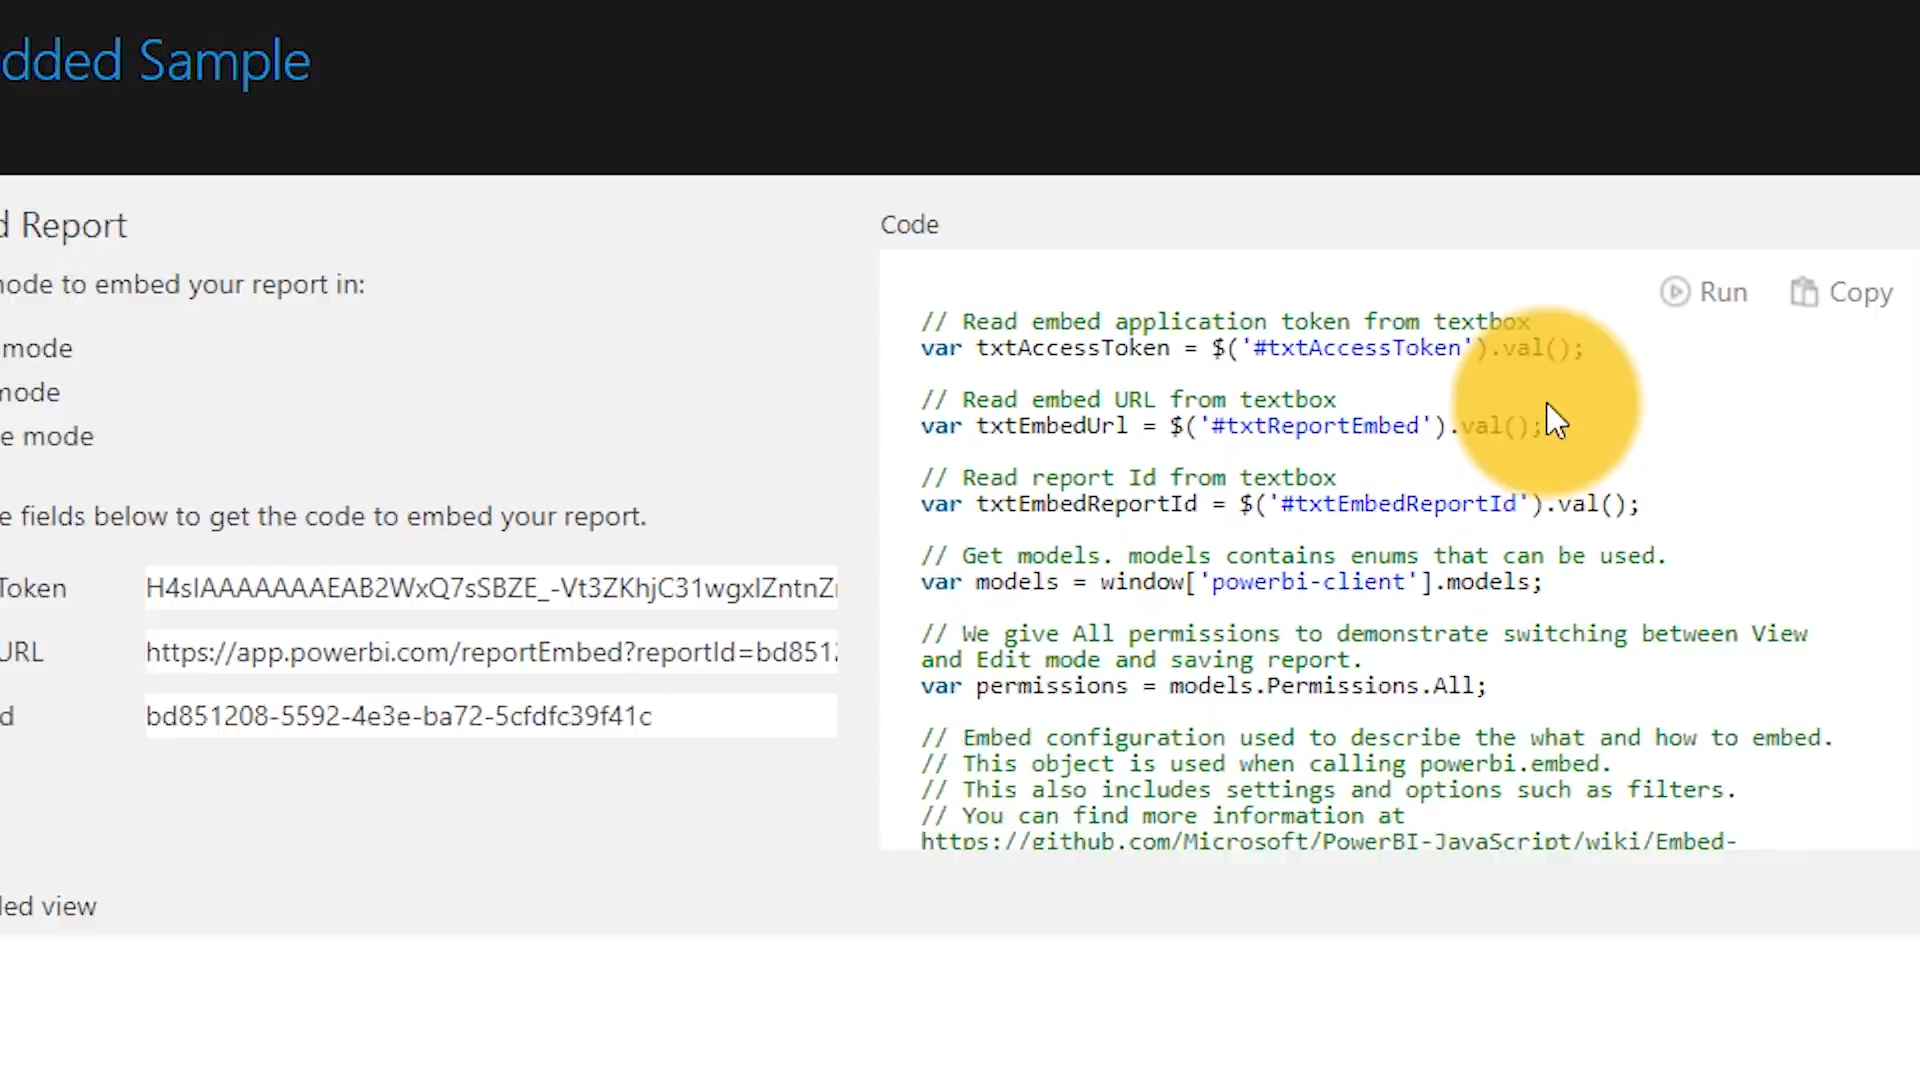 dded Sample
d Report
mode to embed your report in:
mode
mode
e mode
e fields below to get the code to embed your report.
Token
H4sIAAAAAAAEAB2WxQ7sSBZE_-Vt3ZKhjC31wgxlZntnZ
URL
https://app.powerbi.com/reportEmbed?reportId=bd851
d
bd851208-5592-4e3e-ba72-5cfdfc39f41c
ded view
Code
Run
Copy
// Read embed application token from textbox
var txtAccessToken = $('#txtAccessToken').val();
// Read embed URL from textbox
var txtEmbedUrl = $('#txtReportEmbed').val();
// Read report Id from textbox
var txtEmbedReportId = $('#txtEmbedReportId').val();
// Get models. models contains enums that can be used.
var models = window['powerbi-client'].models;
// We give All permissions to demonstrate switching between View
and Edit mode and saving report.
var permissions = models.Permissions.All;
// Embed configuration used to describe the what and how to embed.
// This object is used when calling powerbi.embed.
// This also includes settings and options such as filters.
// You can find more information at
https://github.com/Microsoft/PowerBI-JavaScript/wiki/Embed-